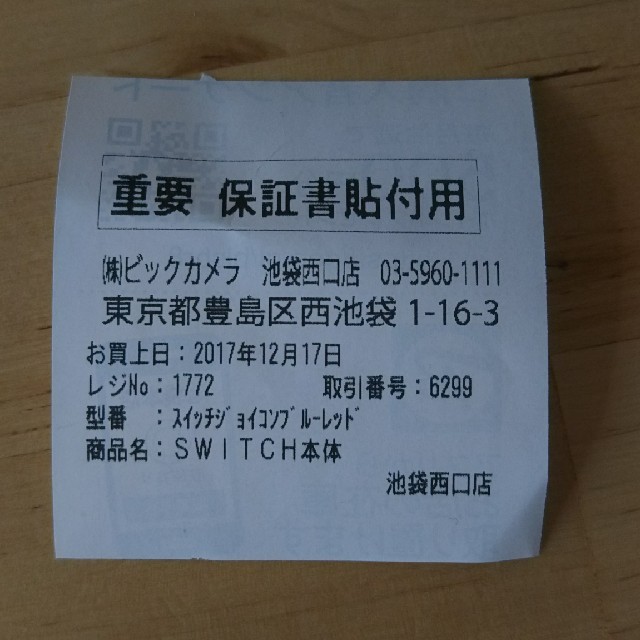 重要 保証書貼付用
㈱ビックカメラ 池袋西口店 03-5960-1111
東京都豊島区西池袋 1-16-3
お買上日：2017年12月17日
レジNo：1772 取引番号：6299
型番 ：ｽｲｯﾁｼﾞｮｲｺﾝﾌﾞﾙｰﾚｯﾄﾞ
商品名：ＳＷＩＴＣＨ本体
池袋西口店